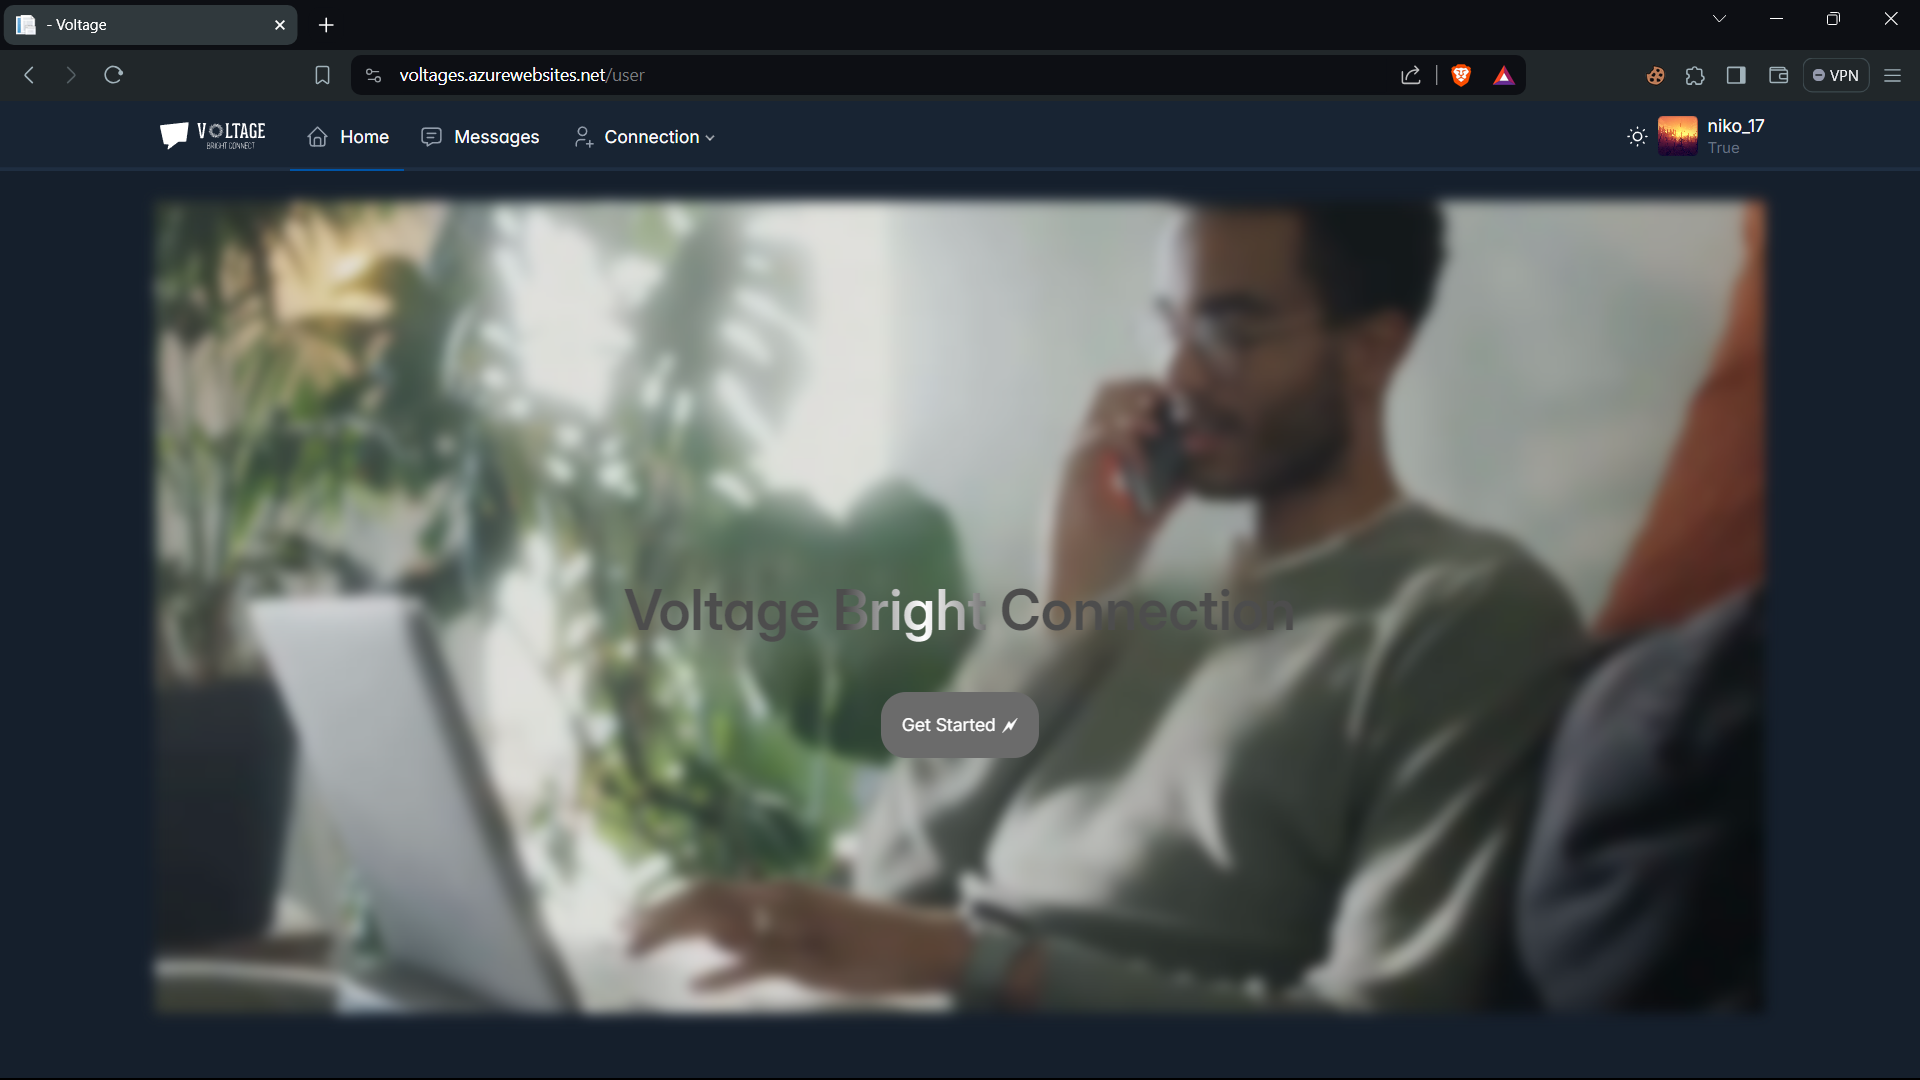 - Voltage
voltages.azurewebsites.net/user
VPN
VOLTAGE
BRIGHT CONNECT
Home
Messages
Connection
niko_17
True
Voltage Bright Connection
Get Started